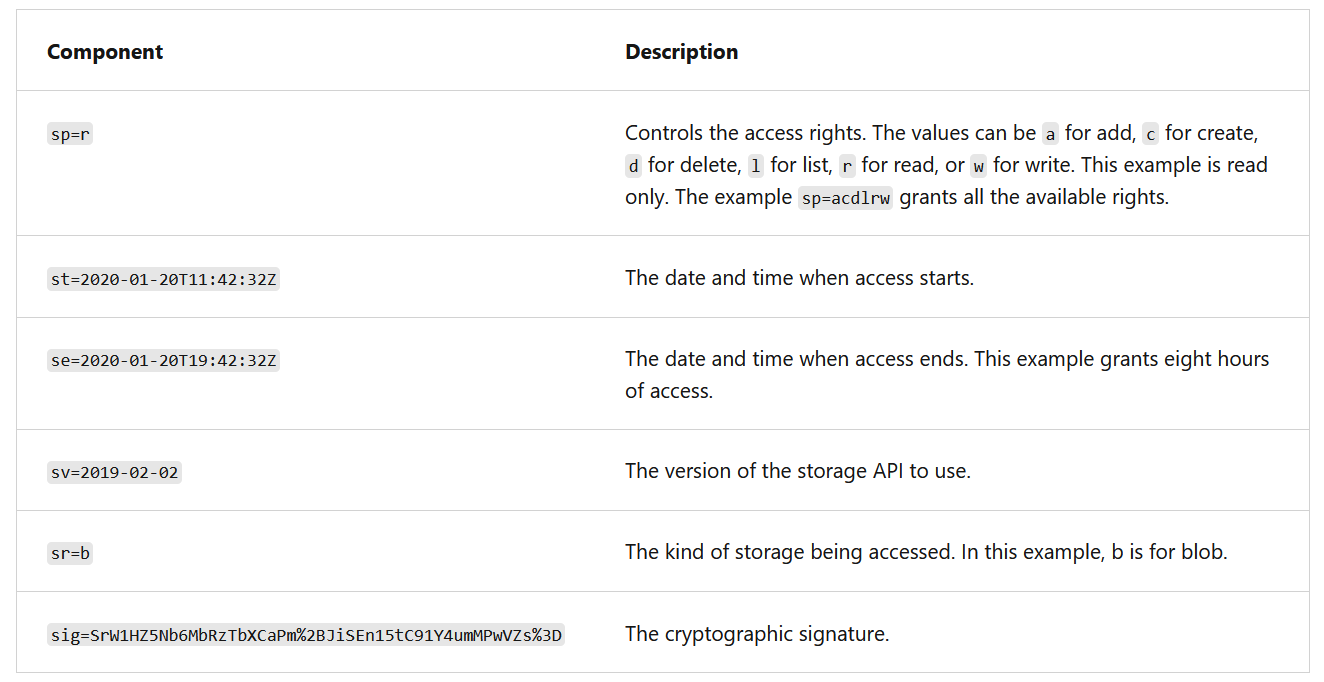 Component Description
sp=r Controls the access rights. The values can be a for add, c for create,
d for delete, l for list, r for read, or w for write. This example is read
only. The example sp=acdlrw grants all the available rights.
st=2020-01-20T11:42:32Z The date and time when access starts.
se=2020-01-20T19:42:32Z The date and time when access ends. This example grants eight hours
of access.
sv=2019-02-02 The version of the storage API to use.
sr=b The kind of storage being accessed. In this example, b is for blob.
sig=SrW1HZ5Nb6MbRzTbXCaPm%2BJiSEn15tC91Y4umMPwVZs%3D The cryptographic signature.